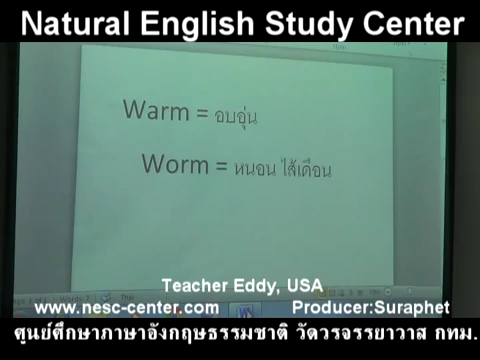 Natural English Study Center
Warm = อบอุ่น
Worm = หนอน ไส้เดือน
Teacher Eddy, USA
www.nesc-center.com Producer:Suraphet
ศูนย์ศึกษาภาษาอังกฤษธรรมชาติ วัดวรจรรยาวาส กทม.